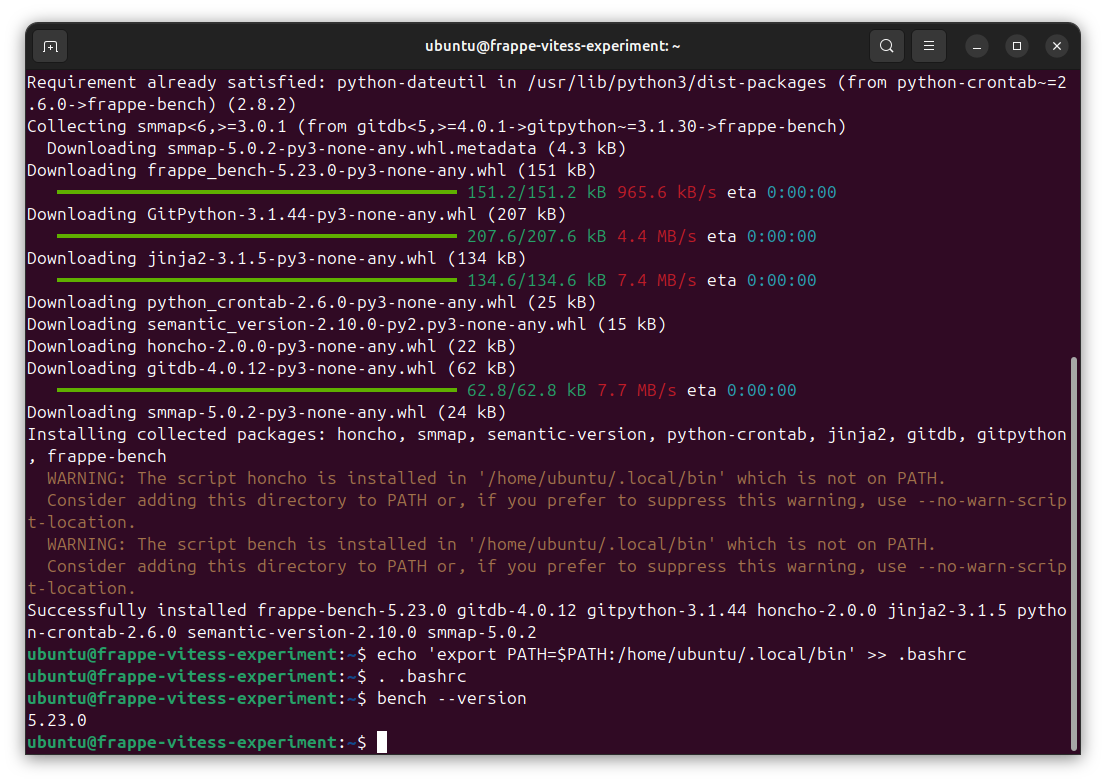 ubuntu@frappe-vitess-experiment: ~
Requirement already satisfied: python-dateutil in /usr/lib/python3/dist-packages (from python-crontab~=2
.6.0->frappe-bench) (2.8.2)
Collecting smmap<6,>=3.0.1 (from gitdb<5,>=4.0.1->gitpython~=3.1.30->frappe-bench)
  Downloading smmap-5.0.2-py3-none-any.whl.metadata (4.3 kB)
Downloading frappe_bench-5.23.0-py3-none-any.whl (151 kB)
151.2/151.2 kB 965.6 kB/s eta 0:00:00
Downloading GitPython-3.1.44-py3-none-any.whl (207 kB)
207.6/207.6 kB 4.4 MB/s eta 0:00:00
Downloading jinja2-3.1.5-py3-none-any.whl (134 kB)
134.6/134.6 kB 7.4 MB/s eta 0:00:00
Downloading python_crontab-2.6.0-py3-none-any.whl (25 kB)
Downloading semantic_version-2.10.0-py2.py3-none-any.whl (15 kB)
Downloading honcho-2.0.0-py3-none-any.whl (22 kB)
Downloading gitdb-4.0.12-py3-none-any.whl (62 kB)
62.8/62.8 kB 7.7 MB/s eta 0:00:00
Downloading smmap-5.0.2-py3-none-any.whl (24 kB)
Installing collected packages: honcho, smmap, semantic-version, python-crontab, jinja2, gitdb, gitpython
, frappe-bench
  WARNING: The script honcho is installed in '/home/ubuntu/.local/bin' which is not on PATH.
  Consider adding this directory to PATH or, if you prefer to suppress this warning, use --no-warn-scrip
t-location.
  WARNING: The script bench is installed in '/home/ubuntu/.local/bin' which is not on PATH.
  Consider adding this directory to PATH or, if you prefer to suppress this warning, use --no-warn-scrip
t-location.
Successfully installed frappe-bench-5.23.0 gitdb-4.0.12 gitpython-3.1.44 honcho-2.0.0 jinja2-3.1.5 pytho
n-crontab-2.6.0 semantic-version-2.10.0 smmap-5.0.2
ubuntu@frappe-vitess-experiment:~$ echo 'export PATH=$PATH:/home/ubuntu/.local/bin' >> .bashrc
ubuntu@frappe-vitess-experiment:~$ . .bashrc
ubuntu@frappe-vitess-experiment:~$ bench --version
5.23.0
ubuntu@frappe-vitess-experiment:~$